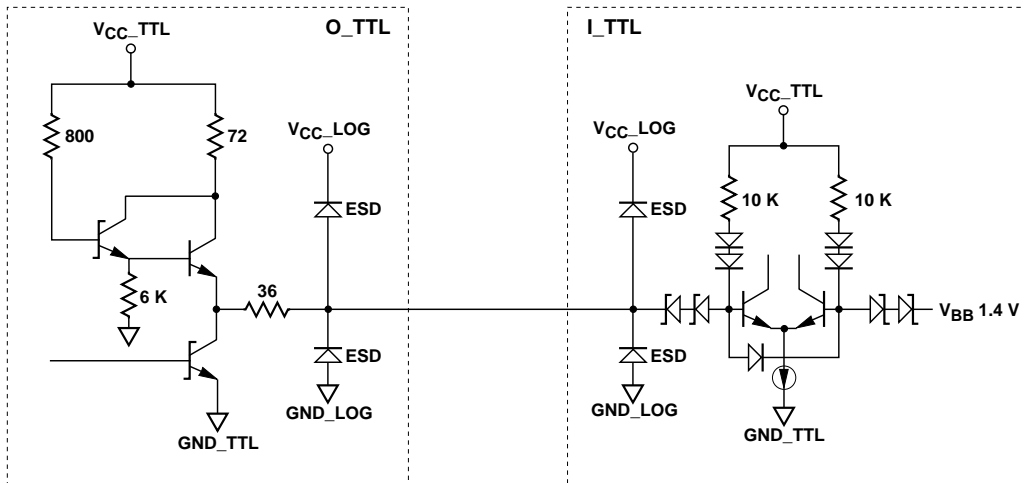 O_TTL
VCC_TTL
800
72
VCC_LOG
ESD
6 K
36
ESD
GND_LOG
GND_TTL
I_TTL
VCC_TTL
VCC_LOG
10 K
10 K
ESD
VBB 1.4 V
ESD
GND_LOG
GND_TTL